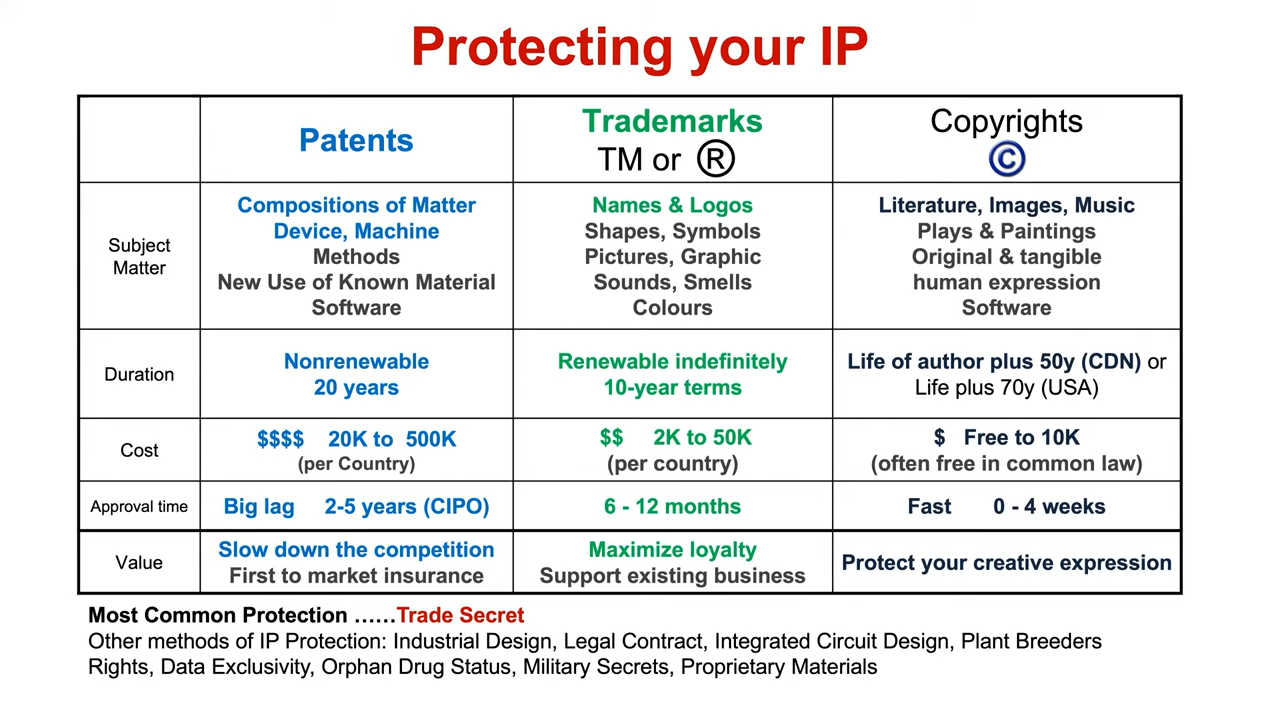 Protecting your IP
Patents
Trademarks
TM or ®
Copyrights
©
Subject
Matter
Compositions of Matter
Device, Machine
Methods
New Use of Known Material
Software
Names & Logos
Shapes, Symbols
Pictures, Graphic
Sounds, Smells
Colours
Literature, Images, Music
Plays & Paintings
Original & tangible
human expression
Software
Duration
Nonrenewable
20 years
Renewable indefinitely
10-year terms
Life of author plus 50y (CDN) or
Life plus 70y (USA)
Cost
$$$$ 20K to 500K
(per Country)
$$ 2K to 50K
(per country)
$ Free to 10K
(often free in common law)
Approval time
Big lag 2-5 years (CIPO)
6 - 12 months
Fast 0 - 4 weeks
Value
Slow down the competition
First to market insurance
Maximize loyalty
Support existing business
Protect your creative expression
Most Common Protection ……Trade Secret
Other methods of IP Protection: Industrial Design, Legal Contract, Integrated Circuit Design, Plant Breeders
Rights, Data Exclusivity, Orphan Drug Status, Military Secrets, Proprietary Materials